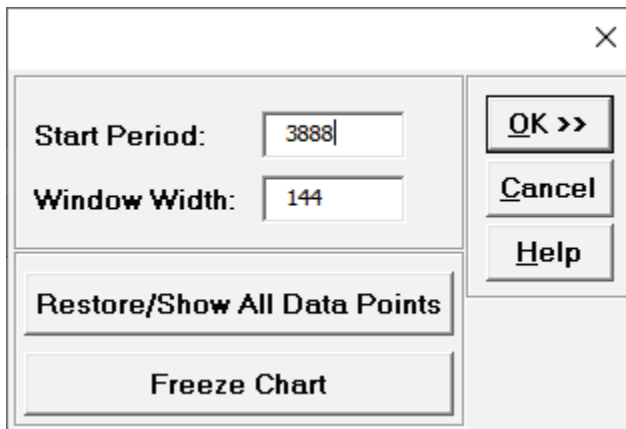 Start Period: 3888
Window Width: 144
Restore/Show All Data Points
Freeze Chart
OK >>
Cancel
Help